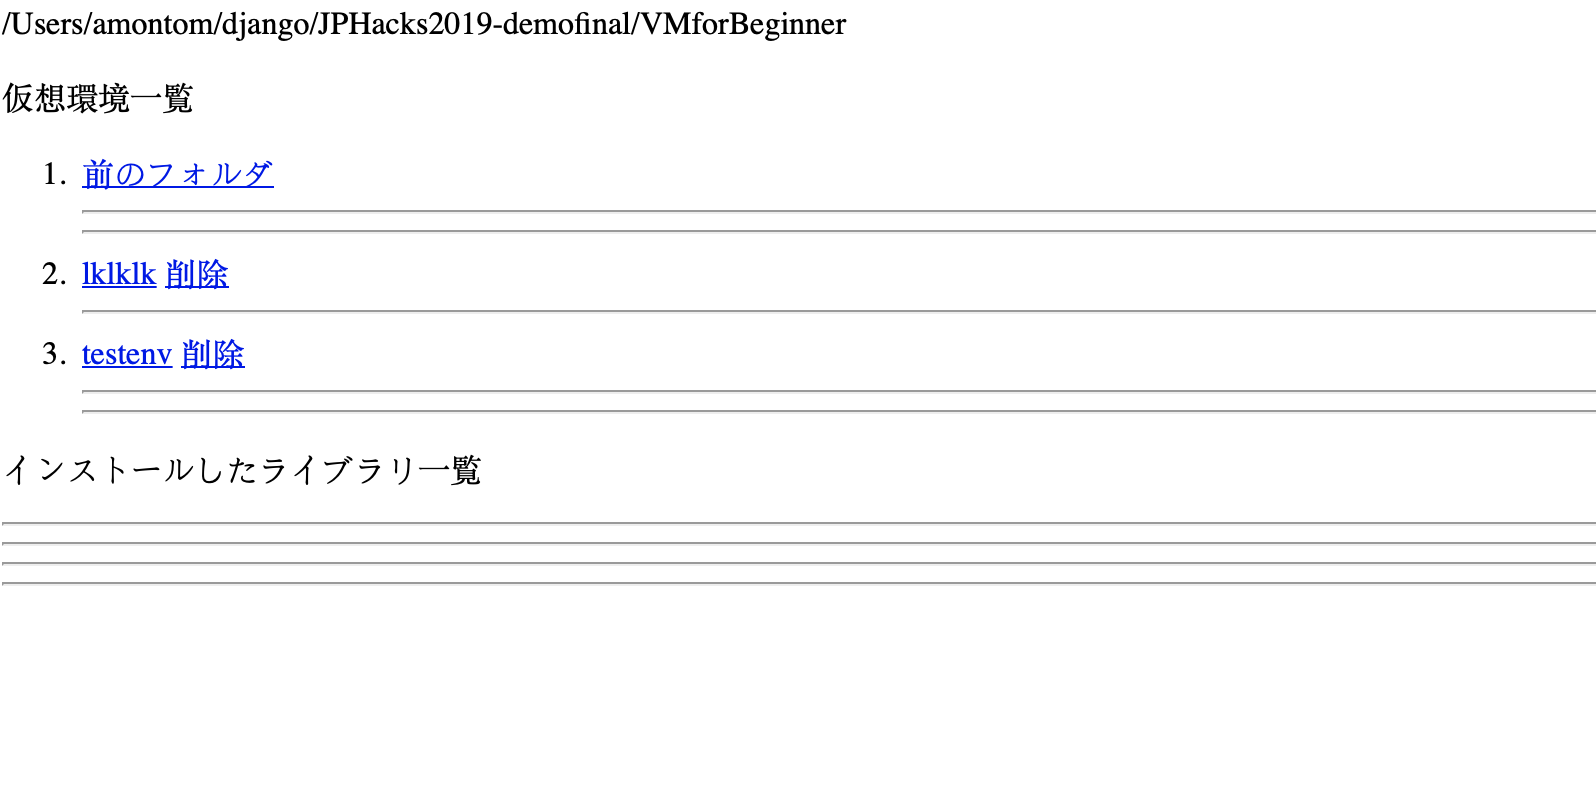 /Users/amontom/django/JPHacks2019-demofinal/VMforBeginner
仮想環境一覧
1. 前のフォルダ
2. lklklk 削除
3. testenv 削除
インストールしたライブラリ一覧